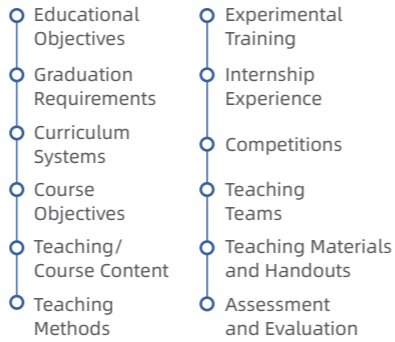 Educational
Objectives
Graduation
Requirements
Curriculum
Systems
Course
Objectives
Teaching/
Course Content
Teaching
Methods
Experimental
Training
Internship
Experience
Competitions
Teaching
Teams
Teaching Materials
and Handouts
Assessment
and Evaluation